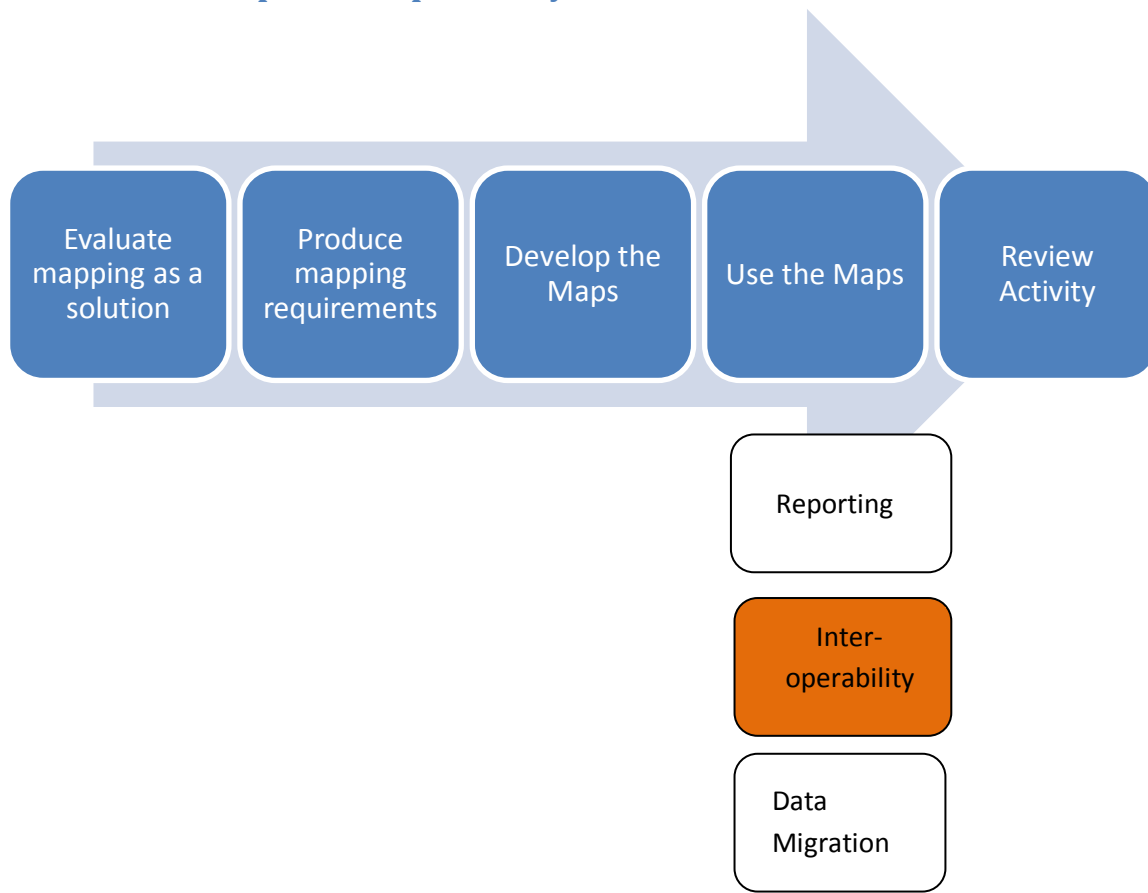 Evaluate
mapping as a
solution
Produce
mapping
requirements
Develop the
Maps
Use the Maps
Review
Activity
Reporting
Inter-
operability
Data
Migration